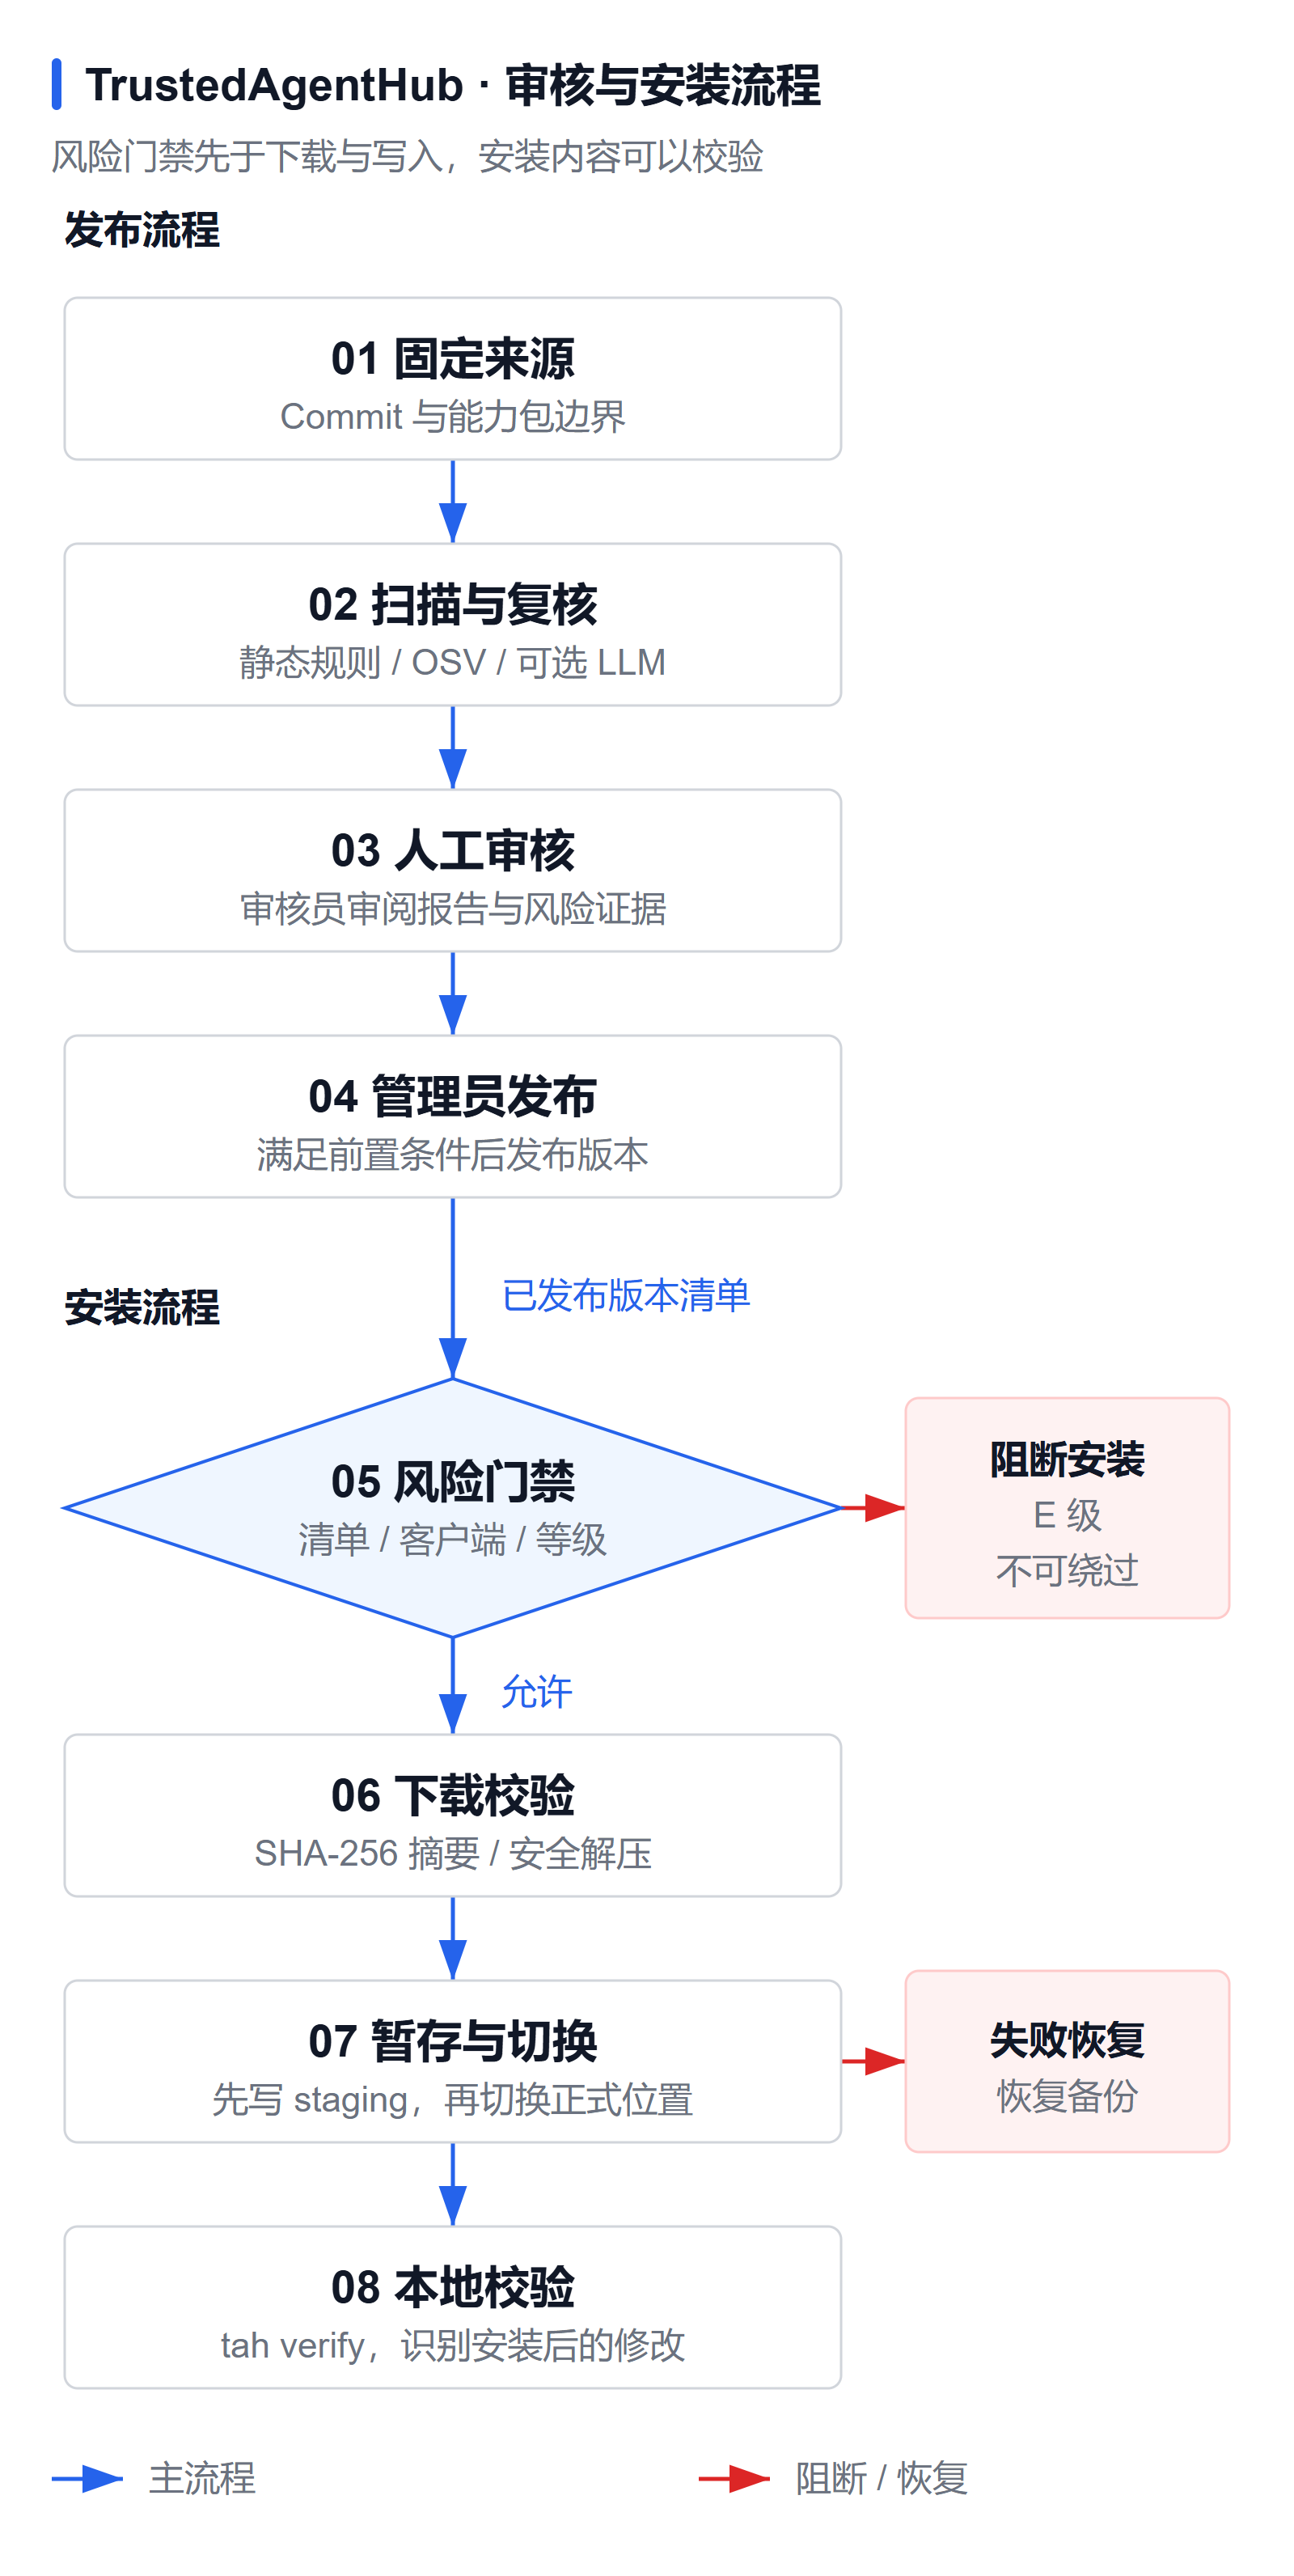 TrustedAgentHub · 审核与安装流程
风险门禁先于下载与写入，安装内容可以校验
发布流程
01 固定来源
Commit 与能力包边界
02 扫描与复核
静态规则 / OSV / 可选 LLM
03 人工审核
审核员审阅报告与风险证据
04 管理员发布
满足前置条件后发布版本
已发布版本清单
安装流程
05 风险门禁
清单 / 客户端 / 等级
阻断安装
E 级
不可绕过
允许
06 下载校验
SHA-256 摘要 / 安全解压
07 暂存与切换
先写 staging，再切换正式位置
失败恢复
恢复备份
08 本地校验
tah verify，识别安装后的修改
主流程
阻断 / 恢复